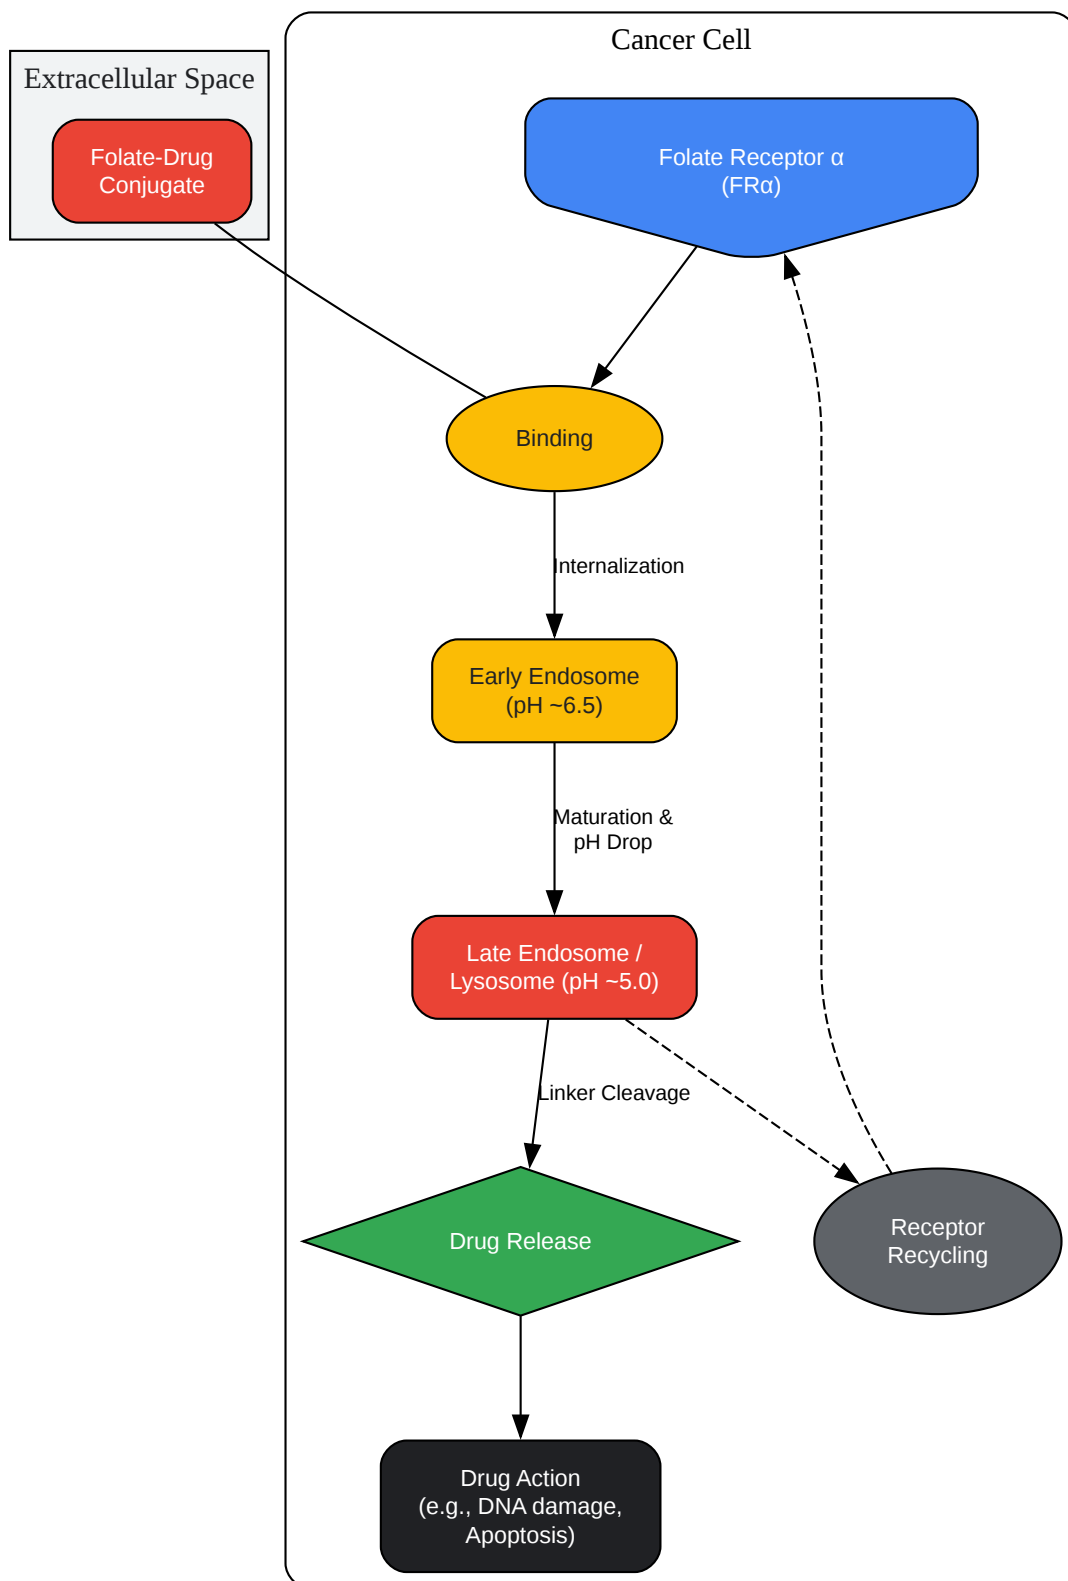 Cancer Cell
Extracellular Space
Folate-Drug
Conjugate
Folate Receptor α
(FRα)
Binding
Internalization
Early Endosome
(pH ~6.5)
Maturation &
pH Drop
Late Endosome /
Lysosome (pH ~5.0)
Linker Cleavage
Drug Release
Receptor
Recycling
Drug Action
(e.g., DNA damage,
Apoptosis)